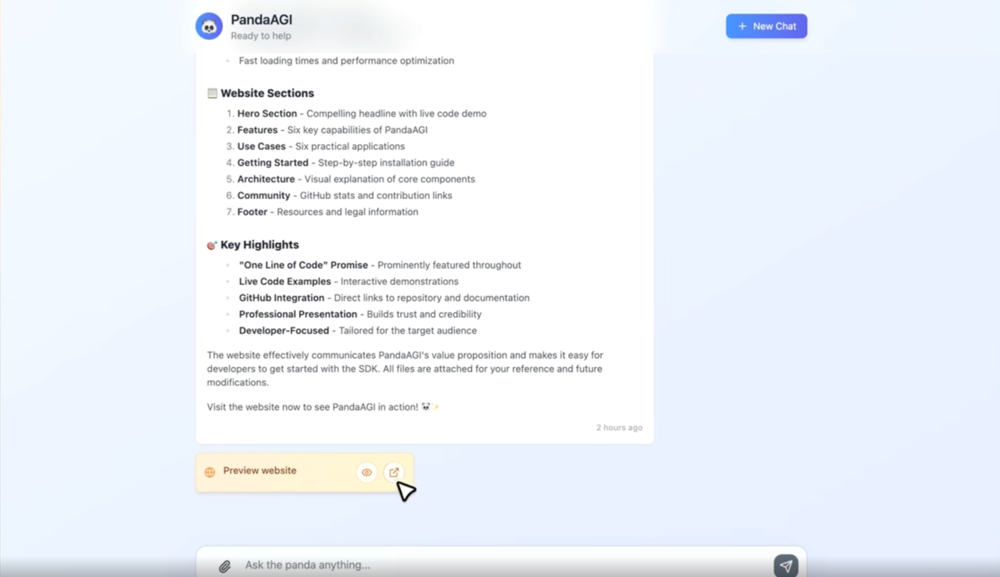 PandaAGI
Ready to help
+ New Chat
Fast loading times and performance optimization
Website Sections
1. Hero Section - Compelling headline with live code demo
2. Features - Six key capabilities of PandaAGI
3. Use Cases - Six practical applications
4. Getting Started - Step-by-step installation guide
5. Architecture - Visual explanation of core components
6. Community - GitHub stats and contribution links
7. Footer - Resources and legal information
Key Highlights
"One Line of Code" Promise - Prominently featured throughout
Live Code Examples - Interactive demonstrations
GitHub Integration - Direct links to repository and documentation
Professional Presentation - Builds trust and credibility
Developer-Focused - Tailored for the target audience
The website effectively communicates PandaAGI's value proposition and makes it easy for
developers to get started with the SDK. All files are attached for your reference and future
modifications.
Visit the website now to see PandaAGI in action! 🐼✨
2 hours ago
Preview website
Ask the panda anything...